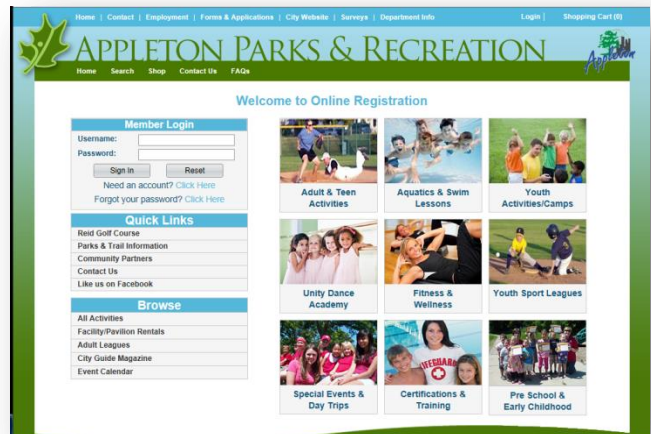 Home | Contact | Employment | Forms & Applications | City Website | Surveys | Department Info
Login | Shopping Cart (0)
APPLETON PARKS & RECREATION
Appleton
Home Search Shop Contact Us FAQs
Welcome to Online Registration
Member Login
Username:
Password:
Sign In Reset
Need an account? Click Here
Forgot your password? Click Here
Quick Links
Reid Golf Course
Parks & Trail Information
Community Partners
Contact Us
Like us on Facebook
Browse
All Activities
Facility/Pavilion Rentals
Adult Leagues
City Guide Magazine
Event Calendar
Adult & Teen
Activities
Aquatics & Swim
Lessons
Youth
Activities/Camps
Unity Dance
Academy
Fitness &
Wellness
Youth Sport Leagues
LIFEGUARD
Special Events &
Day Trips
Certifications &
Training
Pre School &
Early Childhood